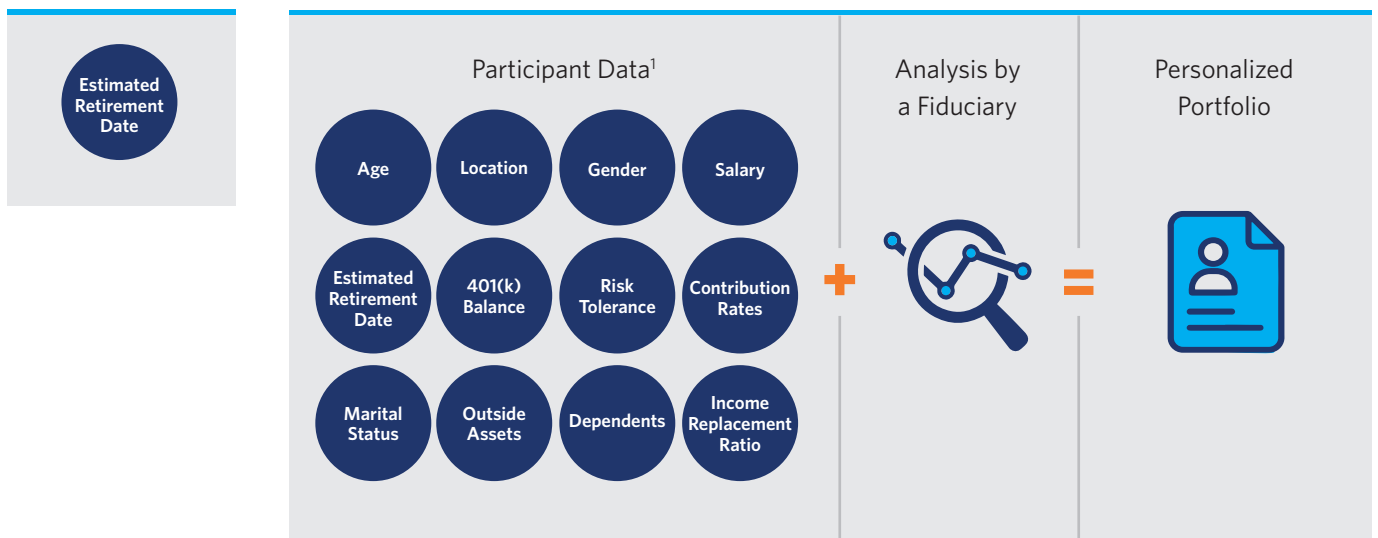 Estimated
Retirement
Date
Participant Data¹
Age
Location
Gender
Salary
Estimated
Retirement
Date
401(k)
Balance
Risk
Tolerance
Contribution
Rates
Marital
Status
Outside
Assets
Dependents
Income
Replacement
Ratio
+
Analysis by
a Fiduciary
=
Personalized
Portfolio